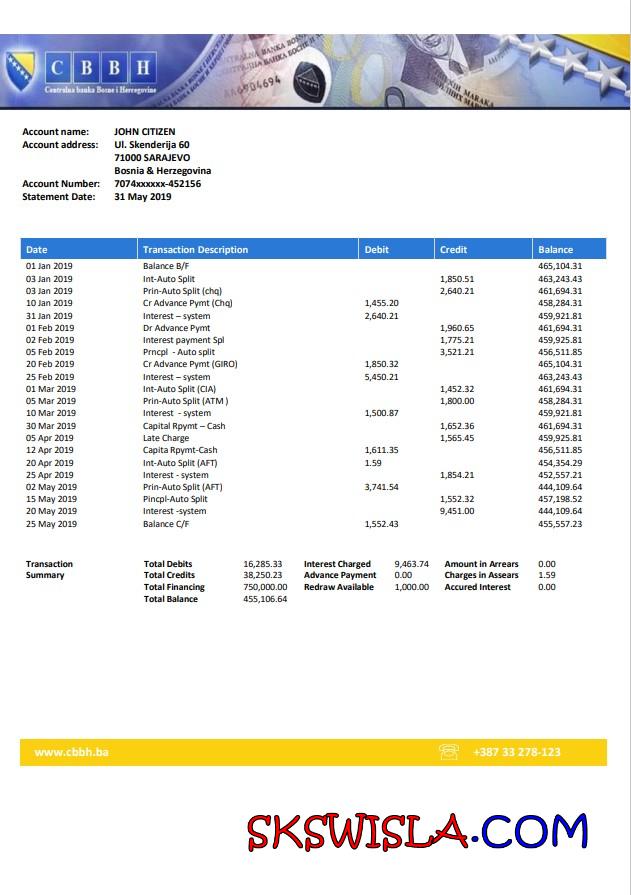 C B B H
Centralna banka Bosne i Hercegovine
Account name: JOHN CITIZEN
Account address: Ul. Skenderija 60
71000 SARAJEVO
Bosnia & Herzegovina
Account Number: 7074xxxxxx-452156
Statement Date: 31 May 2019
Date Transaction Description Debit Credit Balance
01 Jan 2019 Balance B/F 465,104.31
03 Jan 2019 Int-Auto Split 1,850.51 463,243.43
03 Jan 2019 Prin-Auto Split (chq) 2,640.21 461,694.31
10 Jan 2019 Cr Advance Pymt (Chq) 1,455.20 458,284.31
31 Jan 2019 Interest – system 2,640.21 459,921.81
01 Feb 2019 Dr Advance Pymt 1,960.65 461,694.31
02 Feb 2019 Interest payment Spl 1,775.21 459,925.81
05 Feb 2019 Prncpl - Auto split 3,521.21 456,511.85
20 Feb 2019 Cr Advance Pymt (GIRO) 1,850.32 465,104.31
25 Feb 2019 Interest – system 5,450.21 463,243.43
01 Mar 2019 Int-Auto Split (CIA) 1,452.32 461,694.31
05 Mar 2019 Prin-Auto Split (ATM ) 1,800.00 458,284.31
10 Mar 2019 Interest - system 1,500.87 459,921.81
30 Mar 2019 Capital Rpymt – Cash 1,652.36 461,694.31
05 Apr 2019 Late Charge 1,565.45 459,925.81
12 Apr 2019 Capita Rpymt-Cash 1,611.35 456,511.85
20 Apr 2019 Int-Auto Split (AFT) 1.59 454,354.29
25 Apr 2019 Interest - system 1,854.21 452,557.21
02 May 2019 Prin-Auto Split (AFT) 3,741.54 444,109.64
15 May 2019 Pincpl-Auto Split 1,552.32 457,198.52
20 May 2019 Interest -system 9,451.00 444,109.64
25 May 2019 Balance C/F 1,552.43 455,557.23
Transaction Total Debits 16,285.33 Interest Charged 9,463.74 Amount in Arrears 0.00
Summary Total Credits 38,250.23 Advance Payment 0.00 Charges in Assears 1.59
Total Financing 750,000.00 Redraw Available 1,000.00 Accured Interest 0.00
Total Balance 455,106.64
www.cbbh.ba +387 33 278-123
SKSWISLA.COM